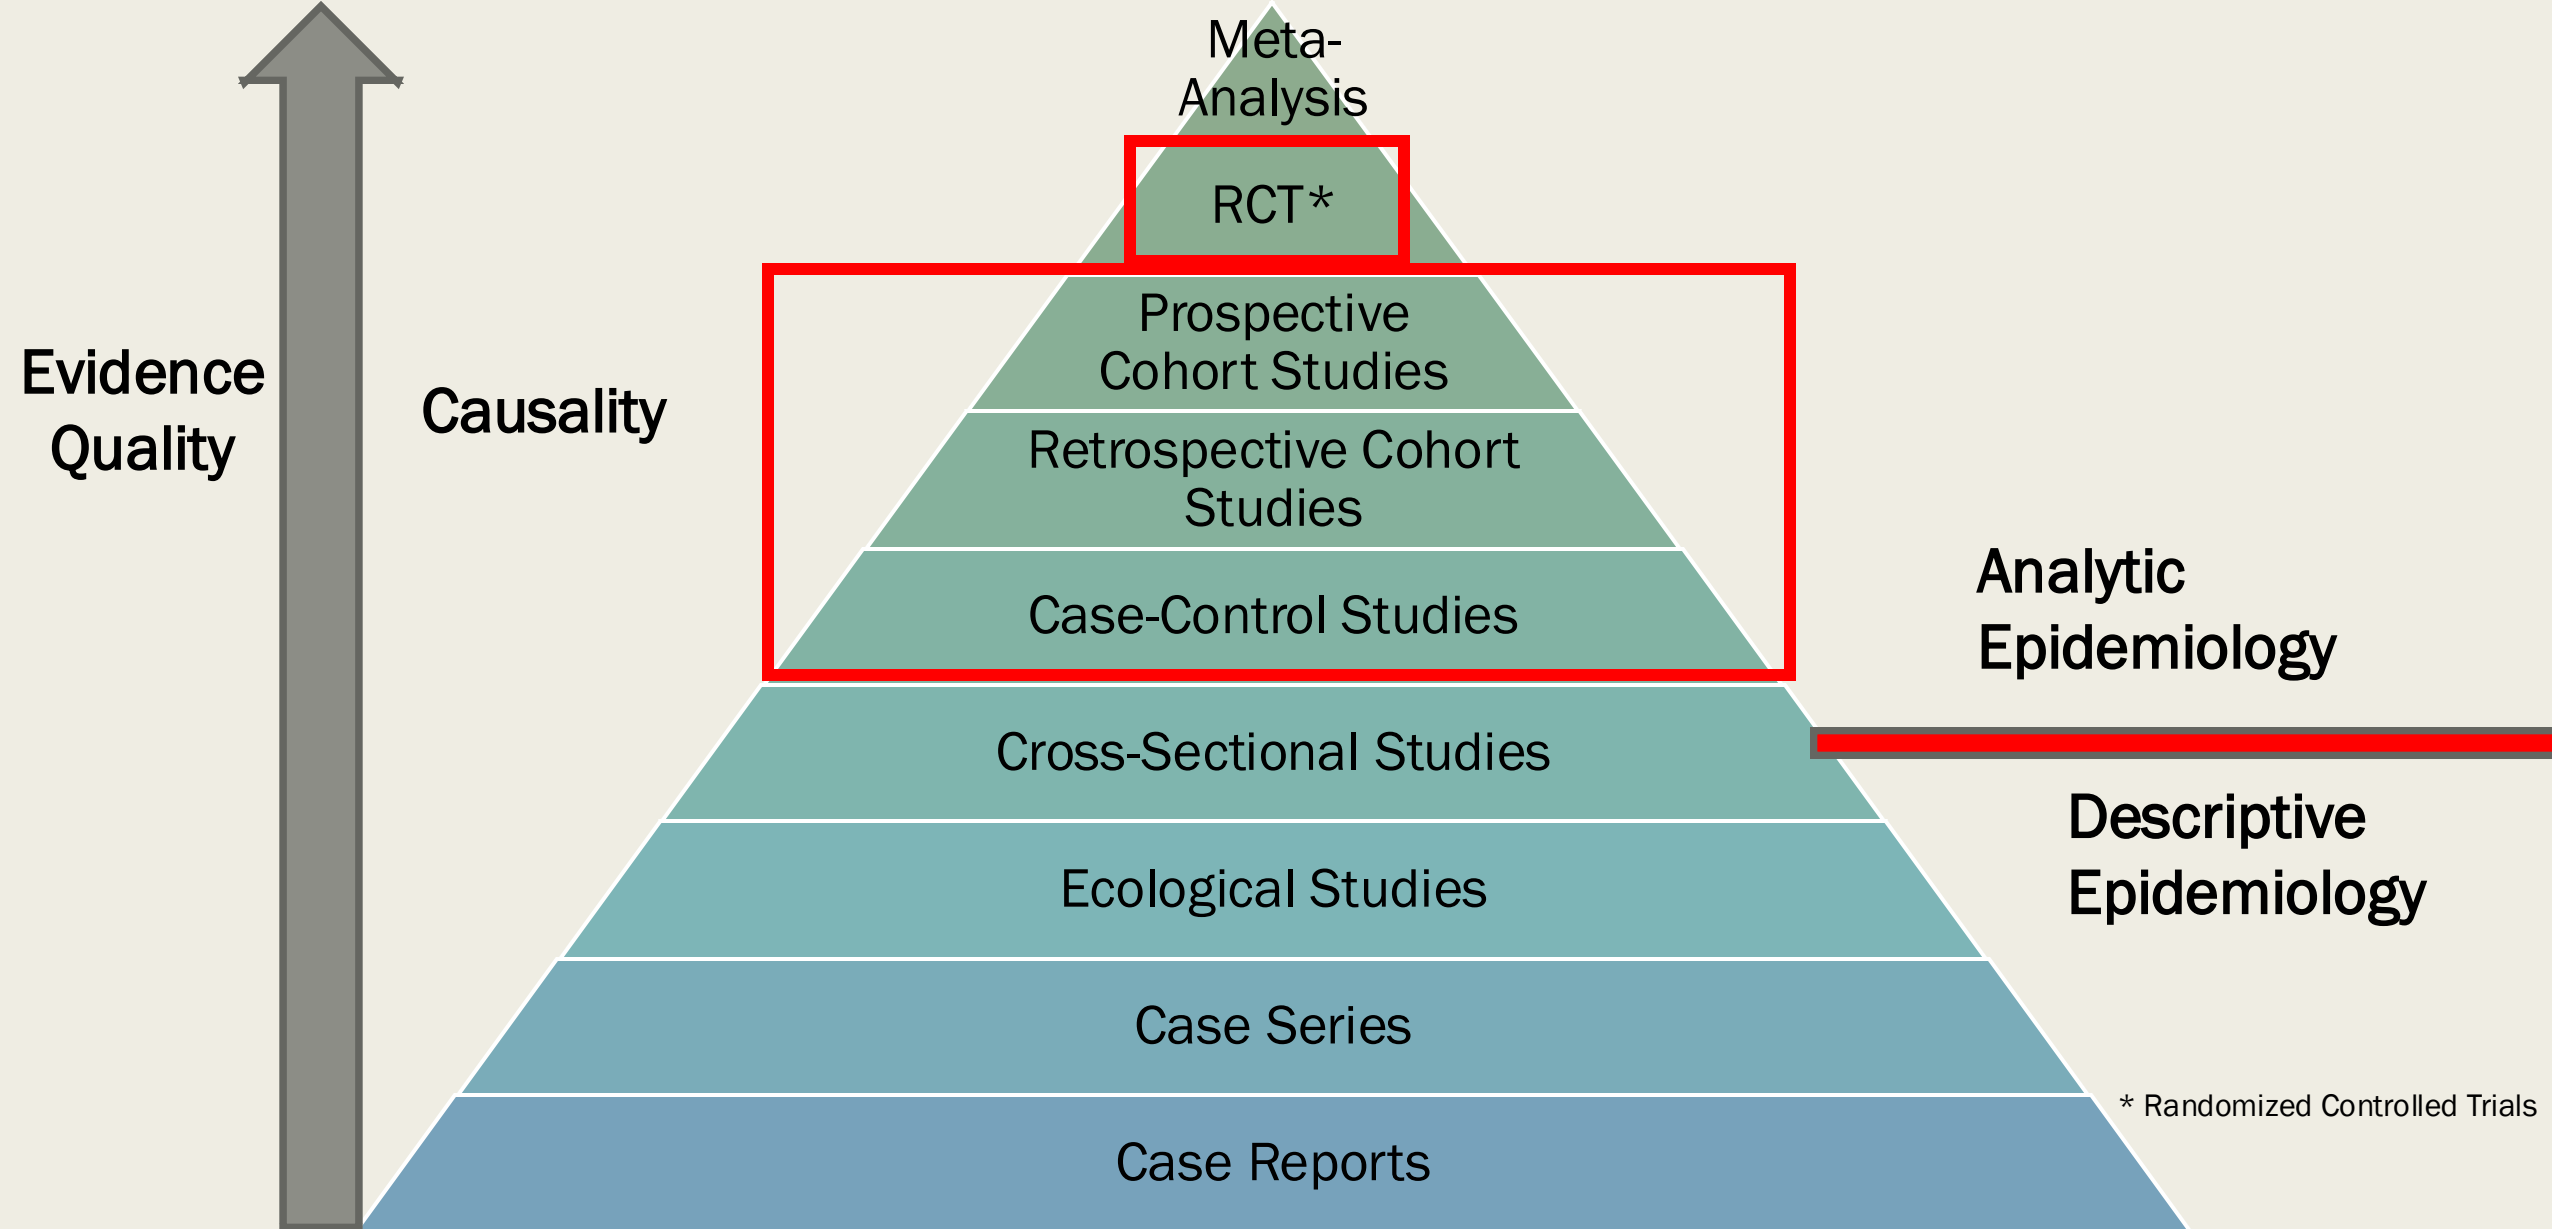 Meta-
Analysis
RCT*
Prospective
Cohort Studies
Retrospective Cohort
Studies
Case-Control Studies
Cross-Sectional Studies
Ecological Studies
Case Series
Case Reports
Evidence
Quality
Causality
Analytic
Epidemiology
Descriptive
Epidemiology
* Randomized Controlled Trials